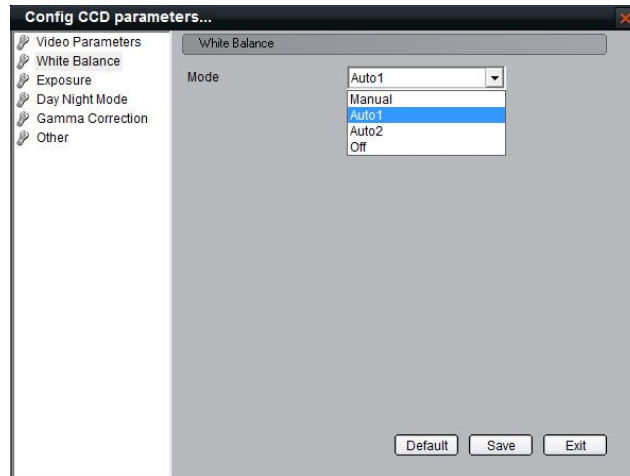 Config CCD parameters...
Video Parameters
White Balance
Exposure
Day Night Mode
Gamma Correction
Other
White Balance
Mode
Auto1
Manual
Auto1
Auto2
Off
Default
Save
Exit